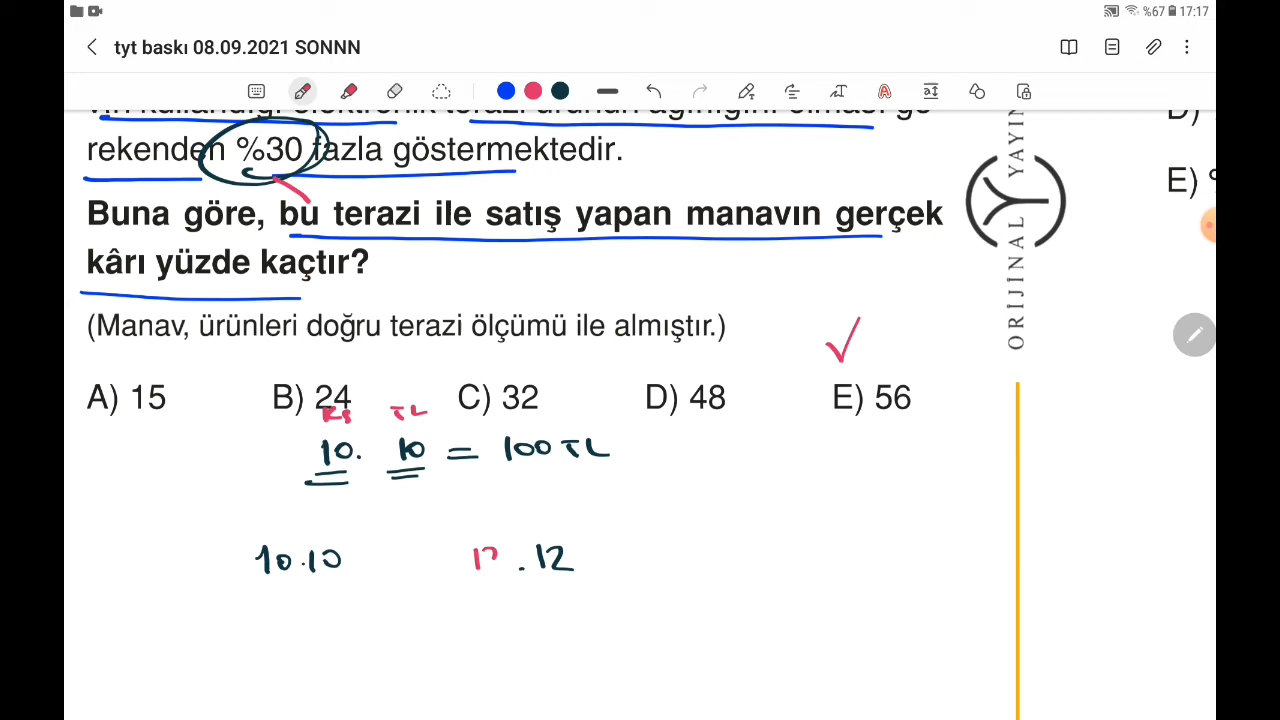 %67 17:17
tyt baskı 08.09.2021 SONNN
rekenden %30 fazla göstermektedir.
Buna göre, bu terazi ile satış yapan manavın gerçek
kârı yüzde kaçtır?
(Manav, ürünleri doğru terazi ölçümü ile almıştır.)
A) 15 B) 24 C) 32 D) 48 E) 56
Kg TL
10. 10 = 100 TL
10.10 . 12
ORİJİNAL YAYIN
D)
E)